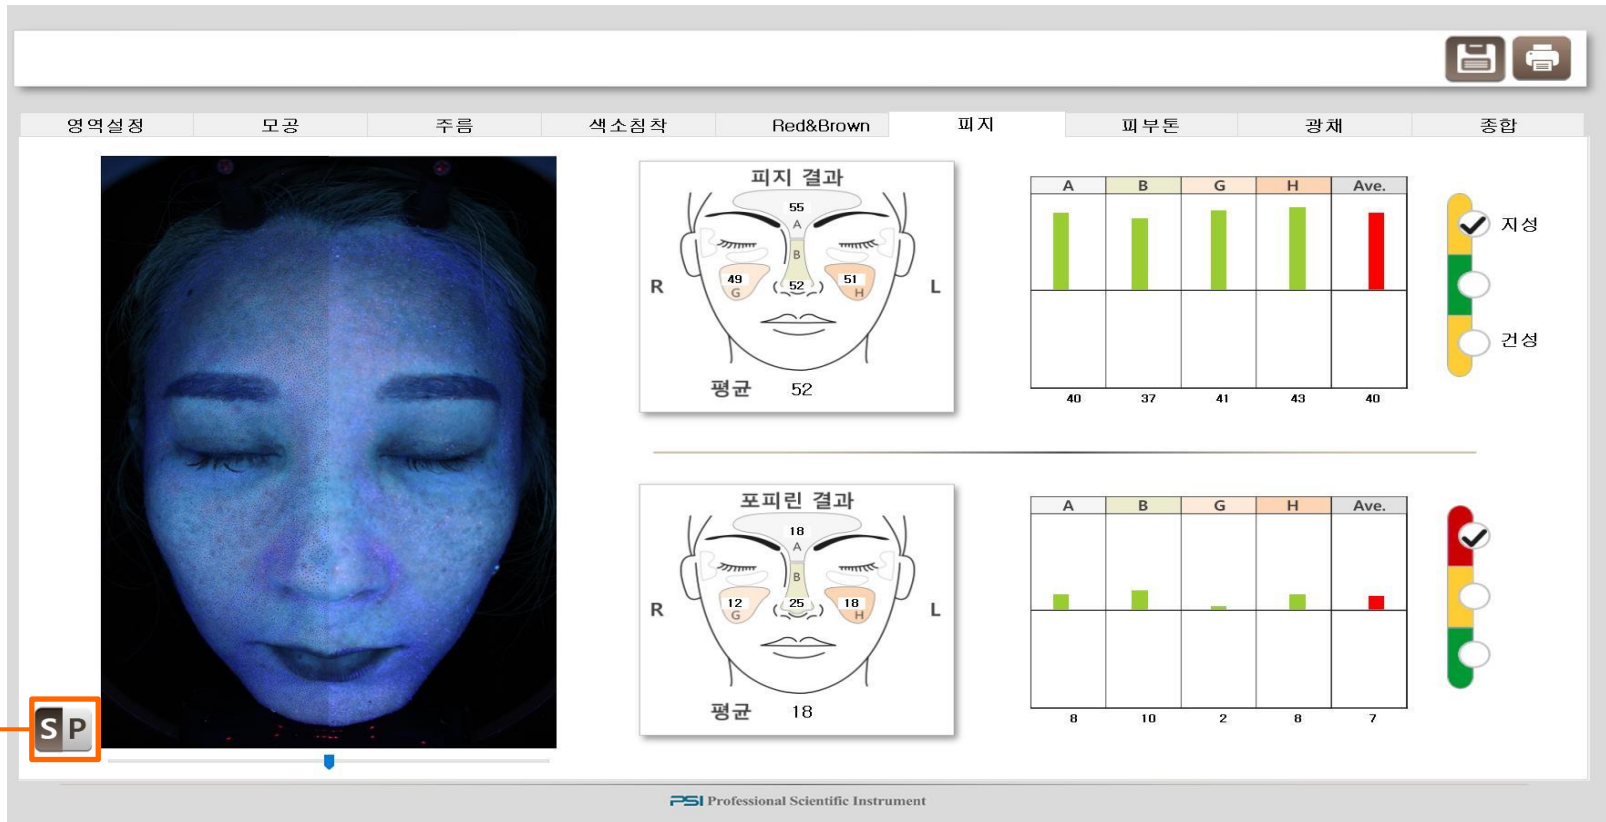 영역설정 모공 주름 색소침착 Red&Brown 피지 피부톤 광채 종합
피지 결과
55
A
B
R 49 G 52 51 H L
평균 52
A B G H Ave.
40 37 41 43 40
지성
건성
포피린 결과
18
A
B
R 12 G 25 18 H L
평균 18
A B G H Ave.
8 10 2 8 7
S P
PSI Professional Scientific Instrument